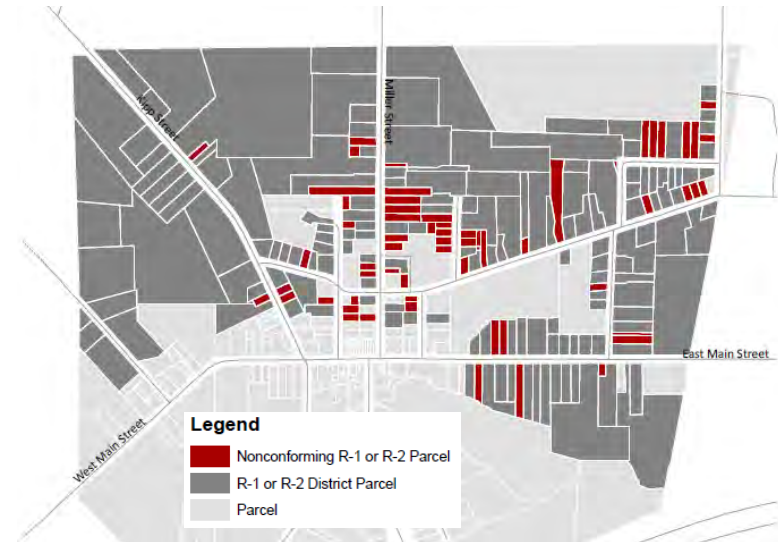 Kipp Street
Miller Street
East Main Street
West Main Street
Legend
Nonconforming R-1 or R-2 Parcel
R-1 or R-2 District Parcel
Parcel